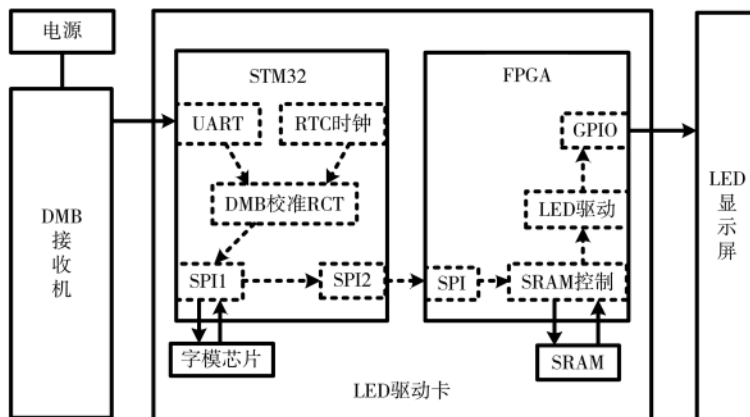 电源
DMB
接
收
机
STM32
UART
RTC时钟
DMB校准RCT
SPI1
SPI2
字模芯片
FPGA
GPIO
LED驱动
SPI
SRAM控制
SRAM
LED驱动卡
LED
显
示
屏